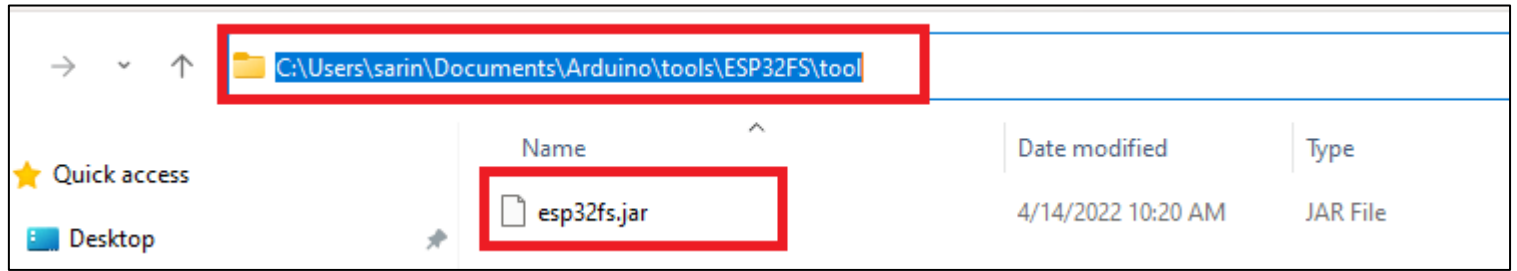 C:\Users\sarin\Documents\Arduino\tools\ESP32FS\tool
Name Date modified Type
Quick access
esp32fs.jar 4/14/2022 10:20 AM JAR File
Desktop